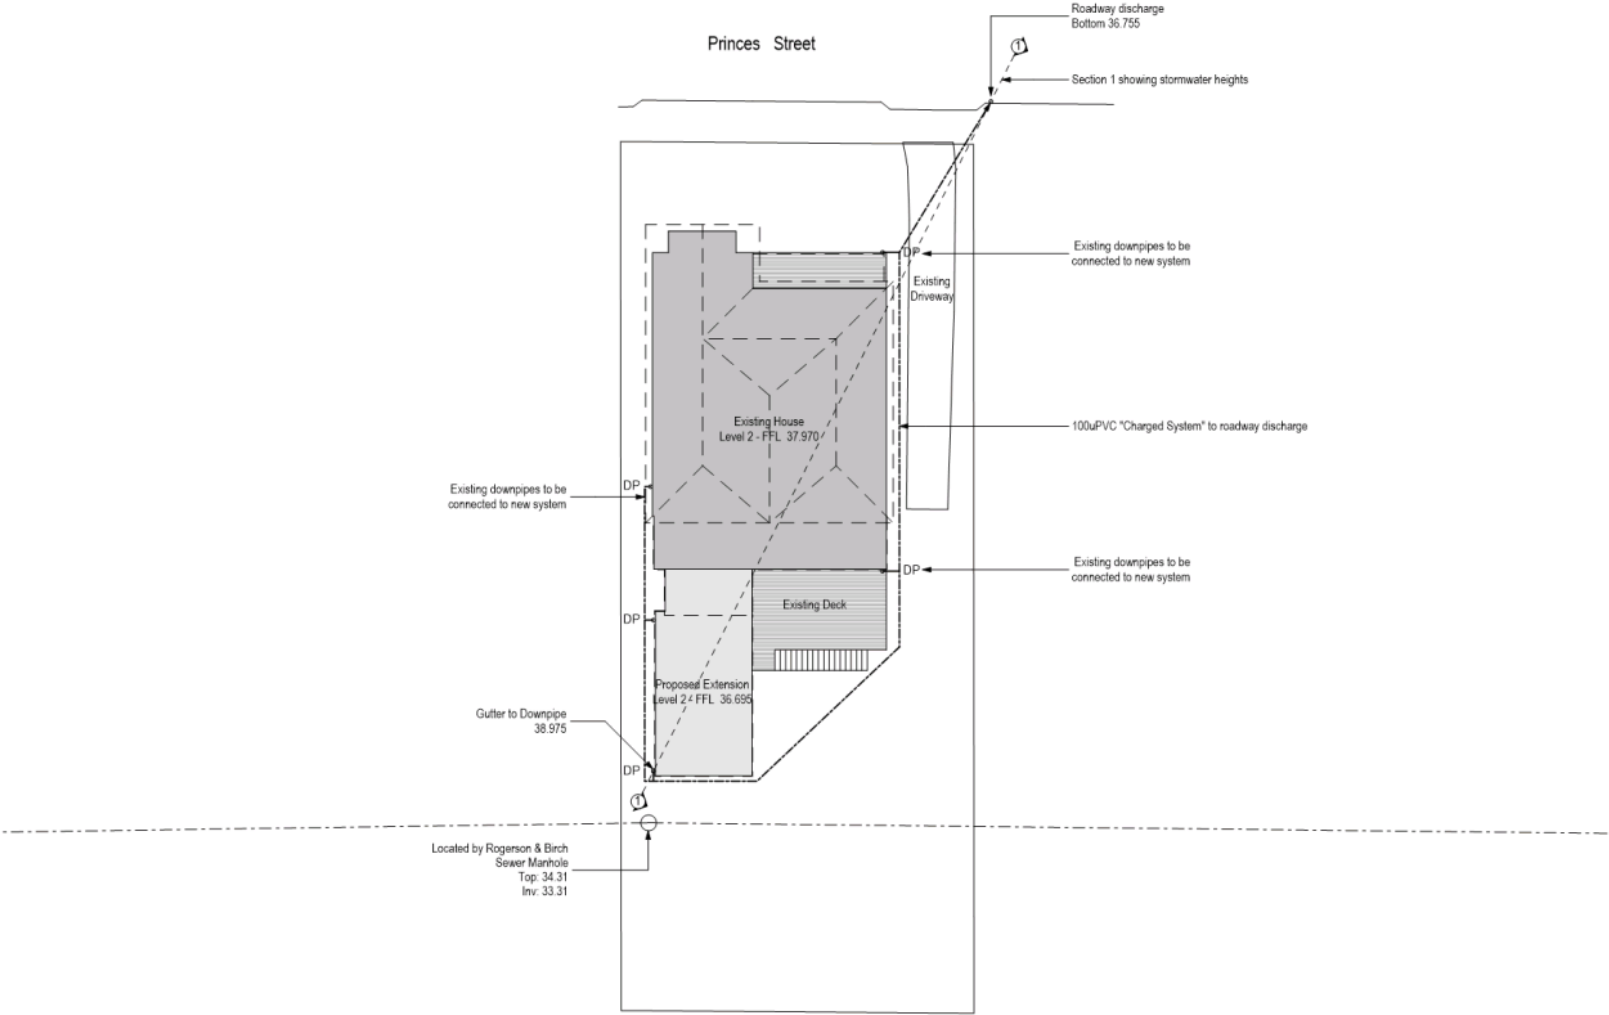 Roadway discharge
Bottom 36.755
Princes Street
1
Section 1 showing stormwater heights
DP
Existing downpipes to be
connected to new system
Existing
Driveway
Existing House
Level 2 - FFL 37.970
100uPVC "Charged System" to roadway discharge
DP
Existing downpipes to be
connected to new system
DP
Existing downpipes to be
connected to new system
Existing Deck
DP
Proposed Extension
Level 2 - FFL 36.695
Gutter to Downpipe
38.975
DP
1
Located by Rogerson & Birch
Sewer Manhole
Top: 34.31
Inv: 33.31